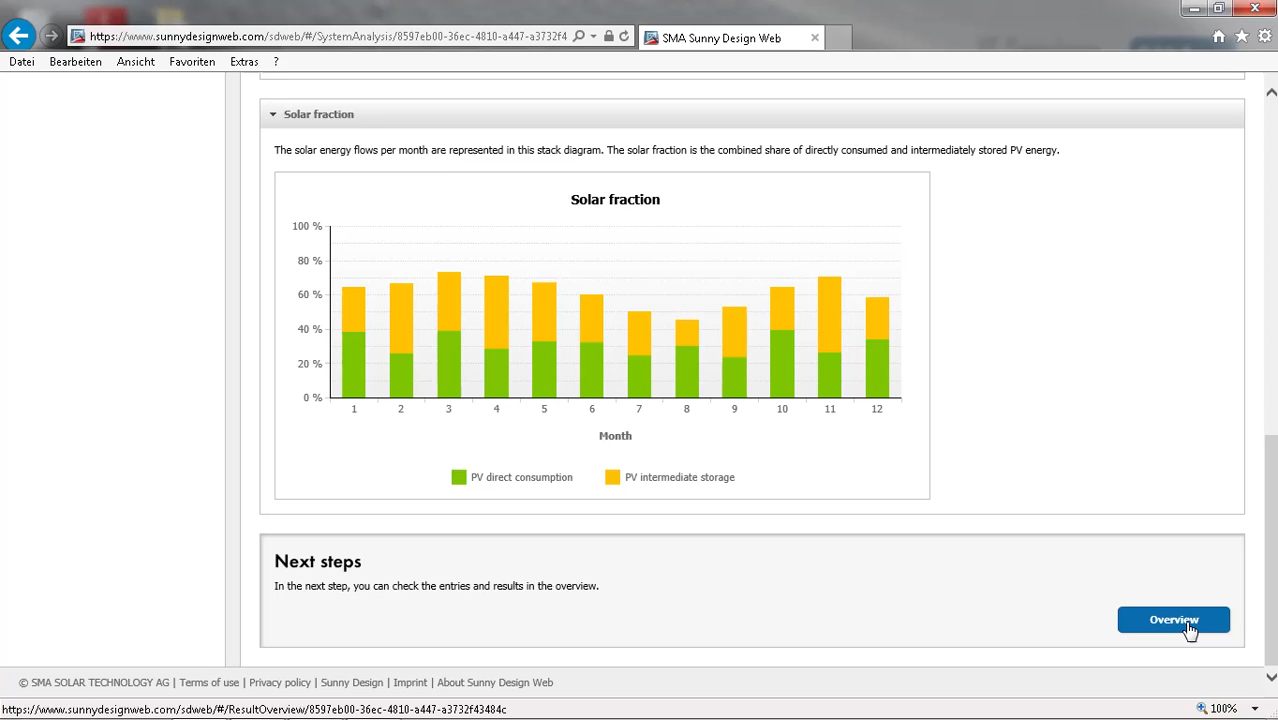 https://www.sunnydesignweb.com/sdweb/#/SystemAnalysis/8597eb00-36ec-4810-a447-a3732f4
SMA Sunny Design Web
Datei Bearbeiten Ansicht Favoriten Extras ?
Solar fraction
The solar energy flows per month are represented in this stack diagram. The solar fraction is the combined share of directly consumed and intermediately stored PV energy.
Solar fraction
100 %
80 %
60 %
40 %
20 %
0 %
1 2 3 4 5 6 7 8 9 10 11 12
Month
PV direct consumption PV intermediate storage
Next steps
In the next step, you can check the entries and results in the overview.
Overview
© SMA SOLAR TECHNOLOGY AG | Terms of use | Privacy policy | Sunny Design | Imprint | About Sunny Design Web
https://www.sunnydesignweb.com/sdweb/#/ResultOverview/8597eb00-36ec-4810-a447-a3732f43484c
100%